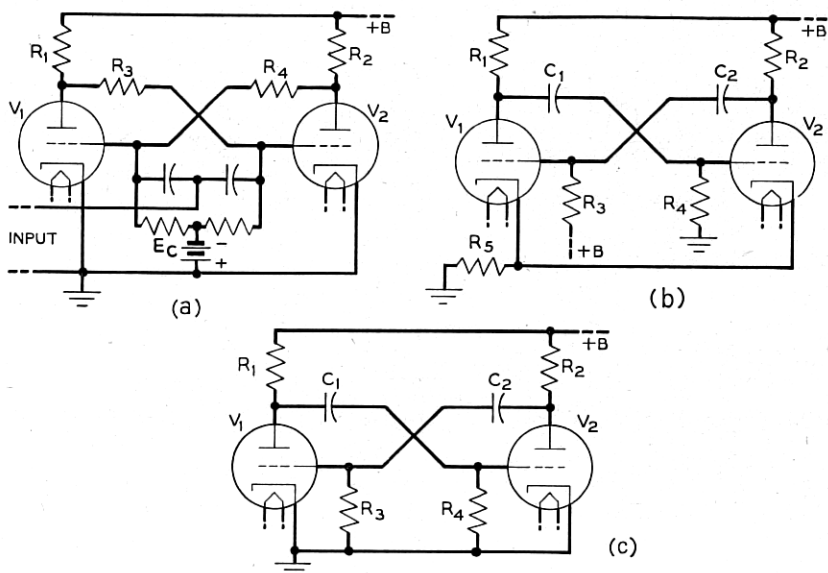 +B
R1
R2
R3
R4
V1
V2
INPUT
EC
-
+
(a)
+B
R1
R2
C1
C2
V1
V2
R3
R4
+B
R5
(b)
+B
R1
R2
C1
C2
V1
V2
R3
R4
(c)